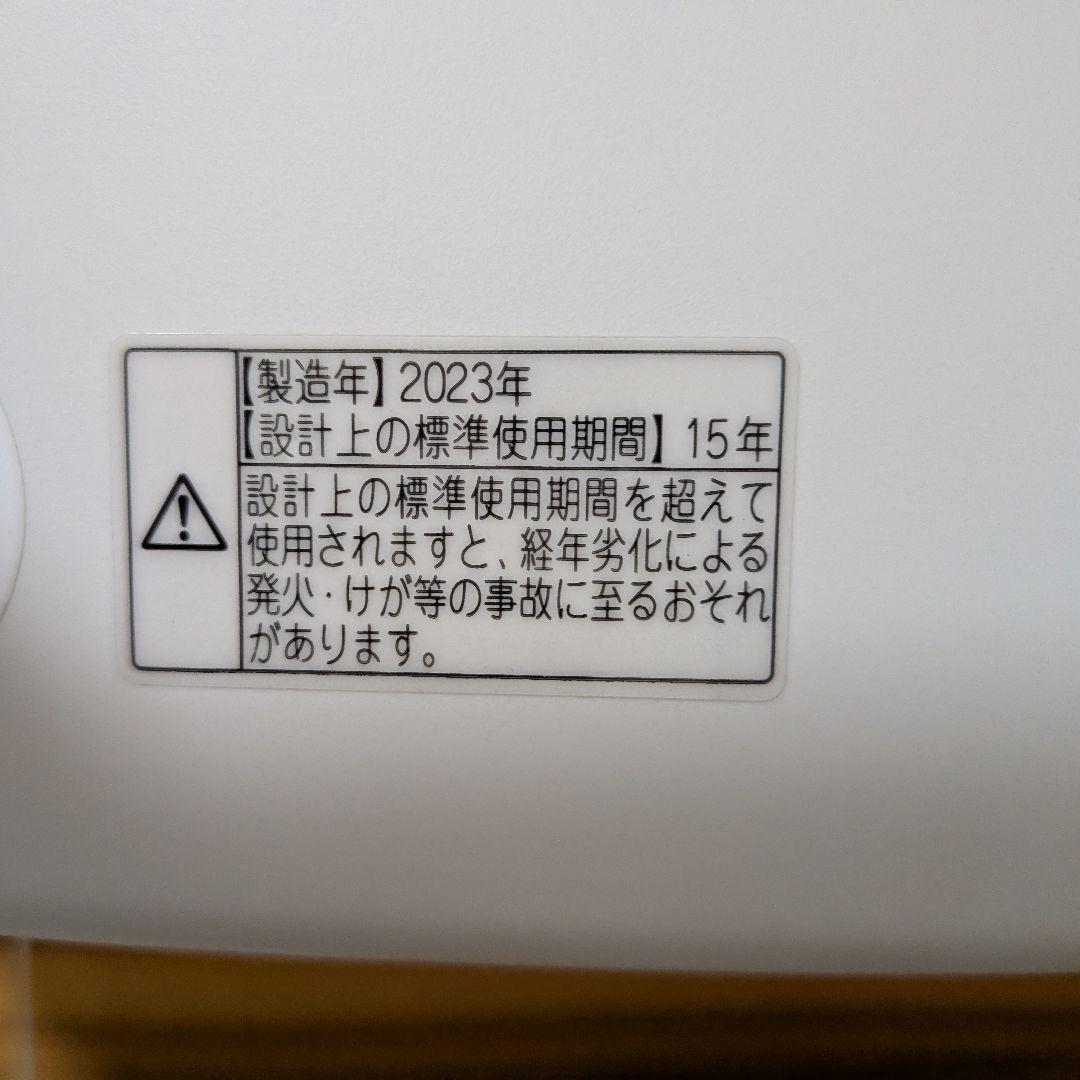 【製造年】2023年
【設計上の標準使用期間】15年
設計上の標準使用期間を超えて
使用されますと、経年劣化による
発火・けが等の事故に至るおそれ
があります。